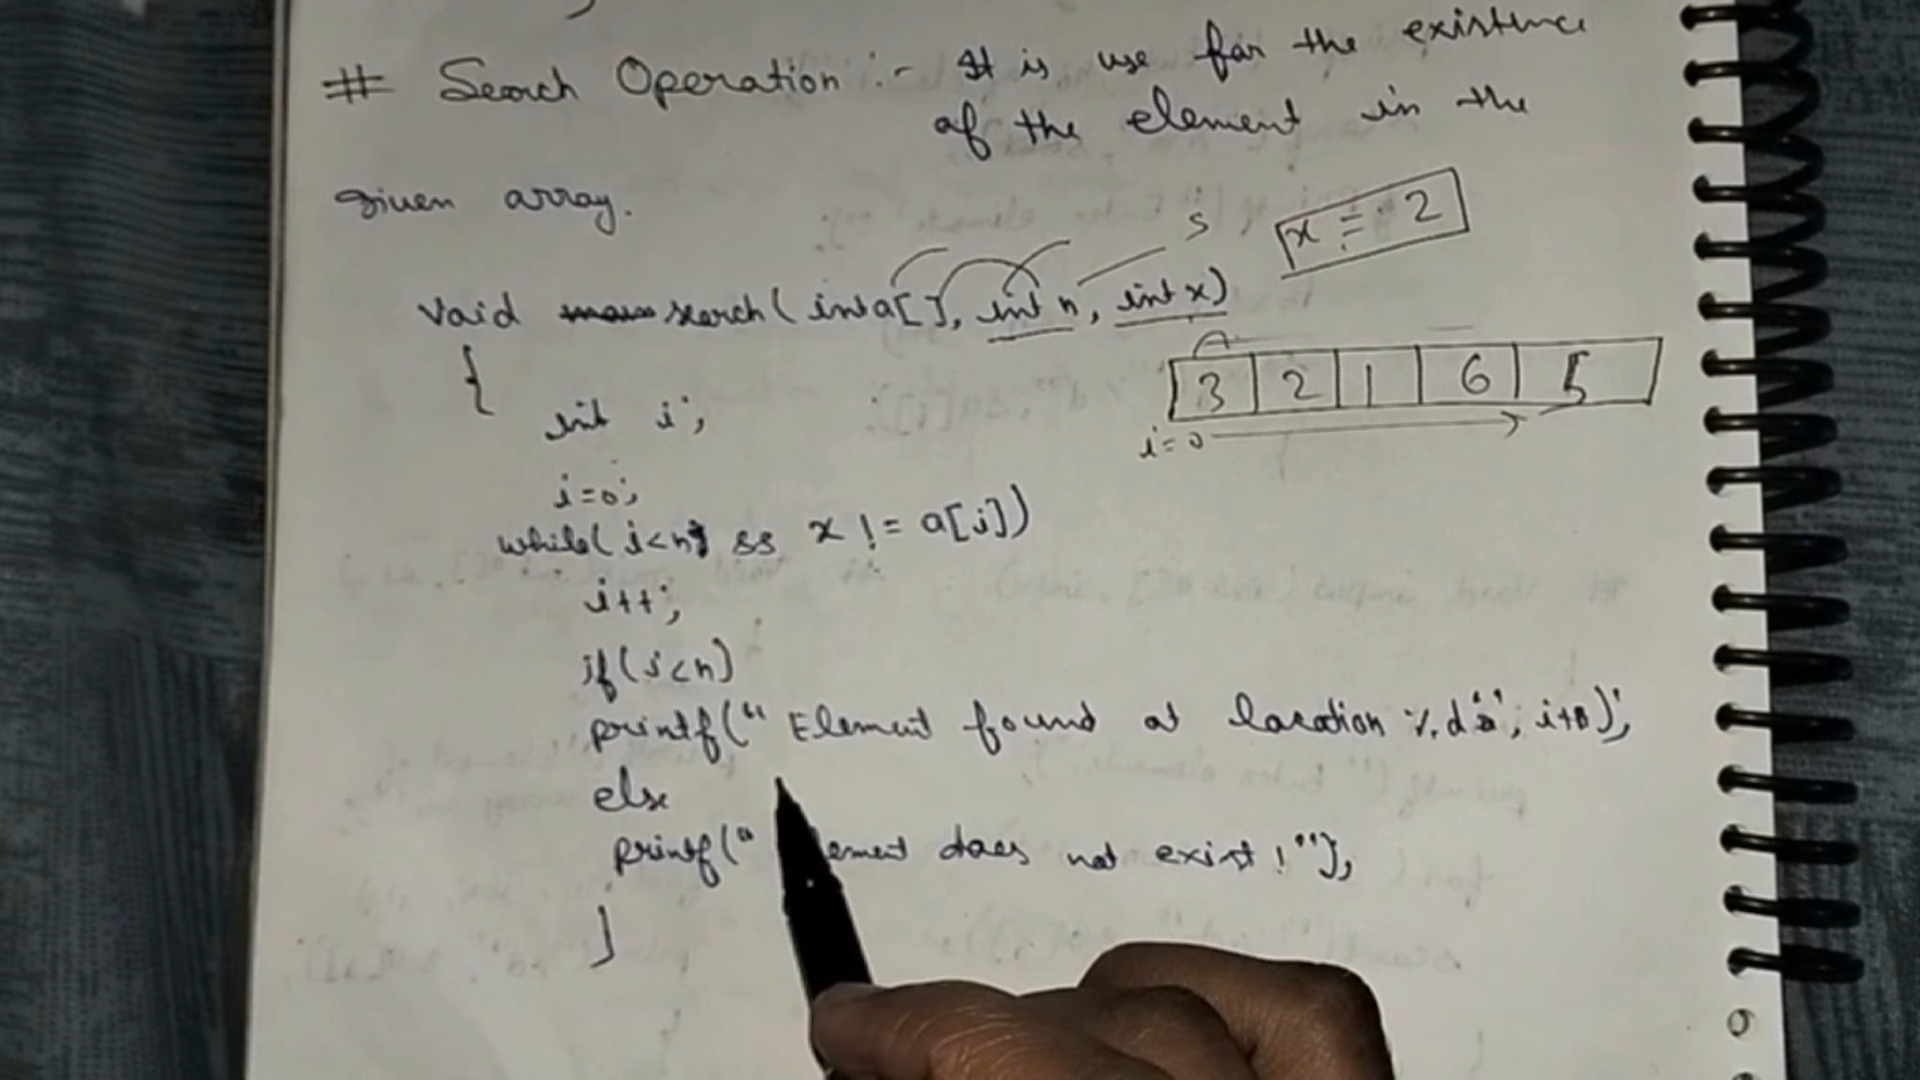 # Search Operation :- It is use for the existence
of the element in the
given array.
x = 2
5
void search(int a[], int n, int x)
{
3 2 1 6 5
i=0
int i;
i=0;
while(i<n && x != a[i])
i++;
if(i<n)
printf("Element found at location %d", i+1);
else
printf("ement does not exist!");
}